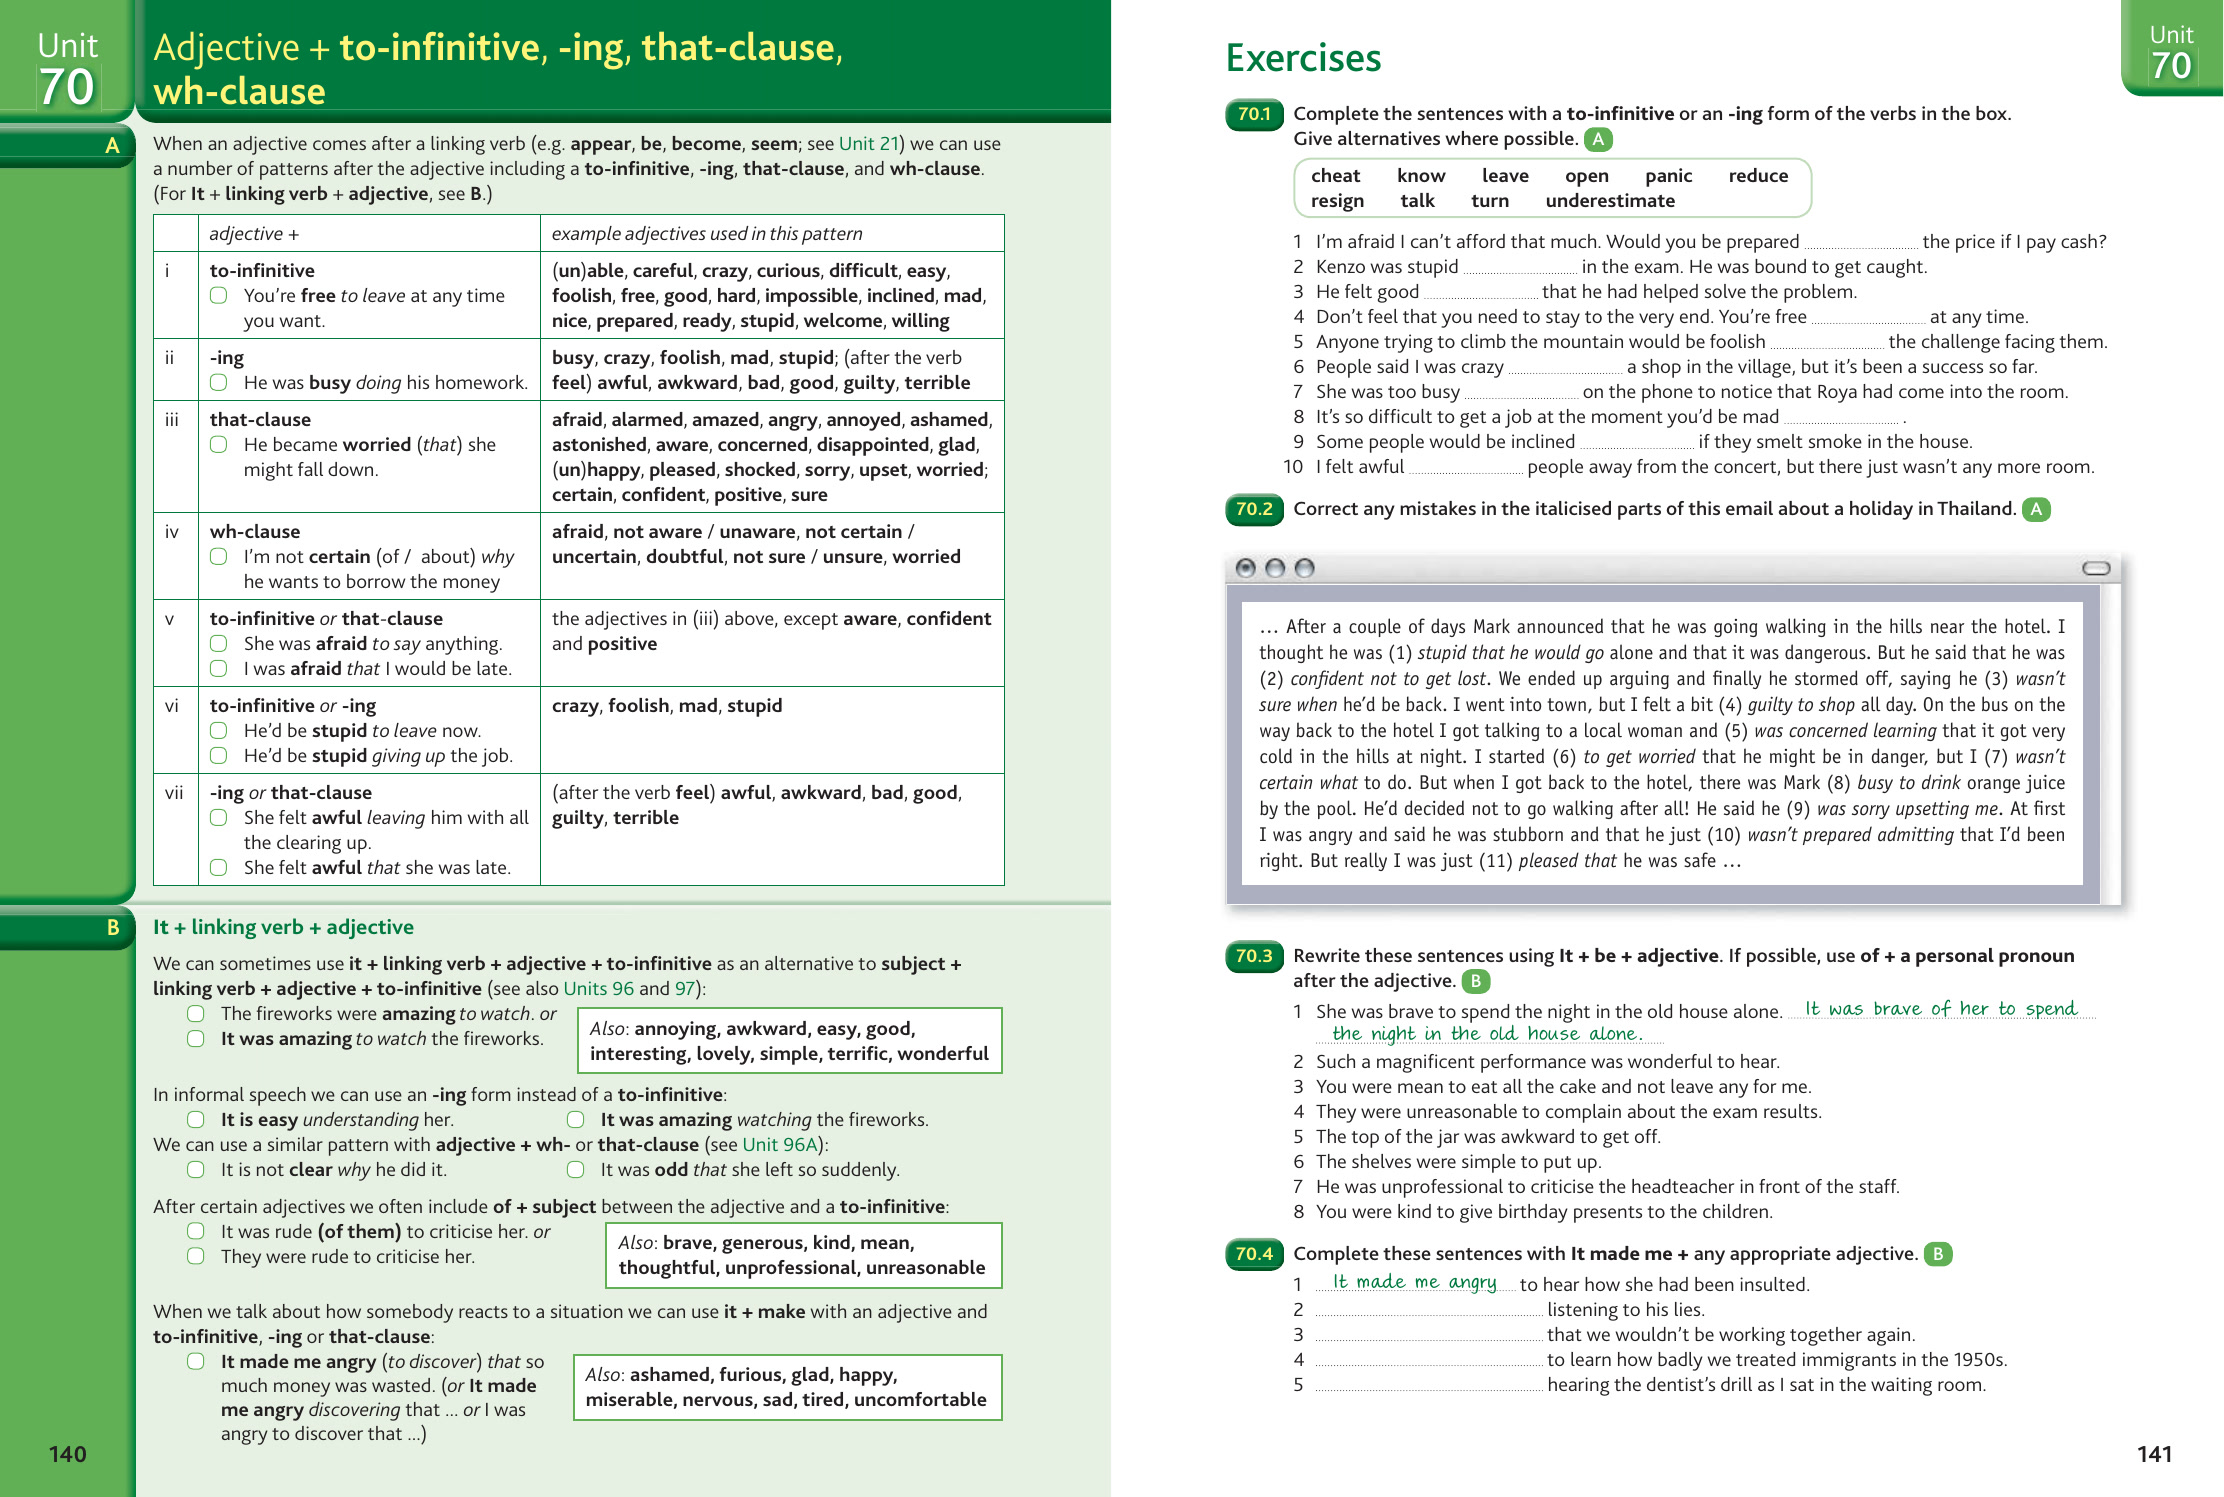 Unit
70
Adjective + to-infinitive, -ing, that-clause,
wh-clause
A
When an adjective comes after a linking verb (e.g. appear, be, become, seem; see Unit 21) we can use
a number of patterns after the adjective including a to-infinitive, -ing, that-clause, and wh-clause.
(For It + linking verb + adjective, see B.)
adjective +
example adjectives used in this pattern
i
to-infinitive
You're free to leave at any time
you want.
(un)able, careful, crazy, curious, difficult, easy,
foolish, free, good, hard, impossible, inclined, mad,
nice, prepared, ready, stupid, welcome, willing
ii
-ing
He was busy doing his homework.
busy, crazy, foolish, mad, stupid; (after the verb
feel) awful, awkward, bad, good, guilty, terrible
iii
that-clause
He became worried (that) she
might fall down.
afraid, alarmed, amazed, angry, annoyed, ashamed,
astonished, aware, concerned, disappointed, glad,
(un)happy, pleased, shocked, sorry, upset, worried;
certain, confident, positive, sure
iv
wh-clause
I'm not certain (of / about) why
he wants to borrow the money
afraid, not aware / unaware, not certain /
uncertain, doubtful, not sure / unsure, worried
v
to-infinitive or that-clause
She was afraid to say anything.
I was afraid that I would be late.
the adjectives in (iii) above, except aware, confident
and positive
vi
to-infinitive or -ing
He'd be stupid to leave now.
He'd be stupid giving up the job.
crazy, foolish, mad, stupid
vii
-ing or that-clause
She felt awful leaving him with all
the clearing up.
She felt awful that she was late.
(after the verb feel) awful, awkward, bad, good,
guilty, terrible
B
It + linking verb + adjective
We can sometimes use it + linking verb + adjective + to-infinitive as an alternative to subject +
linking verb + adjective + to-infinitive (see also Units 96 and 97):
The fireworks were amazing to watch. or
It was amazing to watch the fireworks.
Also: annoying, awkward, easy, good,
interesting, lovely, simple, terrific, wonderful
In informal speech we can use an -ing form instead of a to-infinitive:
It is easy understanding her.
It was amazing watching the fireworks.
We can use a similar pattern with adjective + wh- or that-clause (see Unit 96A):
It is not clear why he did it.
It was odd that she left so suddenly.
After certain adjectives we often include of + subject between the adjective and a to-infinitive:
It was rude (of them) to criticise her. or
They were rude to criticise her.
Also: brave, generous, kind, mean,
thoughtful, unprofessional, unreasonable
When we talk about how somebody reacts to a situation we can use it + make with an adjective and
to-infinitive, -ing or that-clause:
It made me angry (to discover) that so
much money was wasted. (or It made
me angry discovering that ... or I was
angry to discover that ...)
Also: ashamed, furious, glad, happy,
miserable, nervous, sad, tired, uncomfortable
140
Exercises
Unit
70
70.1 Complete the sentences with a to-infinitive or an -ing form of the verbs in the box.
Give alternatives where possible. A
cheat know leave open panic reduce
resign talk turn underestimate
1 I'm afraid I can't afford that much. Would you be prepared ........ the price if I pay cash?
2 Kenzo was stupid ........ in the exam. He was bound to get caught.
3 He felt good ........ that he had helped solve the problem.
4 Don't feel that you need to stay to the very end. You're free ........ at any time.
5 Anyone trying to climb the mountain would be foolish ........ the challenge facing them.
6 People said I was crazy ........ a shop in the village, but it's been a success so far.
7 She was too busy ........ on the phone to notice that Roya had come into the room.
8 It's so difficult to get a job at the moment you'd be mad ........ .
9 Some people would be inclined ........ if they smelt smoke in the house.
10 I felt awful ........ people away from the concert, but there just wasn't any more room.
70.2 Correct any mistakes in the italicised parts of this email about a holiday in Thailand. A
... After a couple of days Mark announced that he was going walking in the hills near the hotel. I
thought he was (1) stupid that he would go alone and that it was dangerous. But he said that he was
(2) confident not to get lost. We ended up arguing and finally he stormed off, saying he (3) wasn't
sure when he'd be back. I went into town, but I felt a bit (4) guilty to shop all day. On the bus on the
way back to the hotel I got talking to a local woman and (5) was concerned learning that it got very
cold in the hills at night. I started (6) to get worried that he might be in danger, but I (7) wasn't
certain what to do. But when I got back to the hotel, there was Mark (8) busy to drink orange juice
by the pool. He'd decided not to go walking after all! He said he (9) was sorry upsetting me. At first
I was angry and said he was stubborn and that he just (10) wasn't prepared admitting that I'd been
right. But really I was just (11) pleased that he was safe ...
70.3 Rewrite these sentences using It + be + adjective. If possible, use of + a personal pronoun
after the adjective. B
1 She was brave to spend the night in the old house alone. It was brave of her to spend
the night in the old house alone.
2 Such a magnificent performance was wonderful to hear.
3 You were mean to eat all the cake and not leave any for me.
4 They were unreasonable to complain about the exam results.
5 The top of the jar was awkward to get off.
6 The shelves were simple to put up.
7 He was unprofessional to criticise the headteacher in front of the staff.
8 You were kind to give birthday presents to the children.
70.4 Complete these sentences with It made me + any appropriate adjective. B
1 It made me angry to hear how she had been insulted.
2 ........ listening to his lies.
3 ........ that we wouldn't be working together again.
4 ........ to learn how badly we treated immigrants in the 1950s.
5 ........ hearing the dentist's drill as I sat in the waiting room.
141